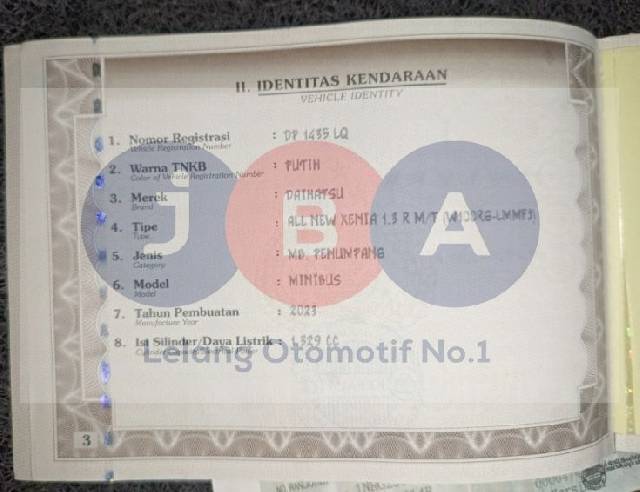 II. IDENTITAS KENDARAAN
VEHICLE IDENTITY
1. Nomor Registrasi : DP 1435 LQ
Vehicle Registration Number
2. Warna TNKB : PUTIH
Color of Vehicle Registration Number
3. Merek : DAIHATSU
Brand
4. Tipe : ALL NEW XENIA 1.3 R M/T
Type
5. Jenis : MB. PENUMPANG
Category
6. Model : MINIBUS
Model
7. Tahun Pembuatan : 2023
Manufacture Year
8. Isi Silinder/Daya Listrik : 1.329 CC
jBA
Lelang Otomotif No.1
3